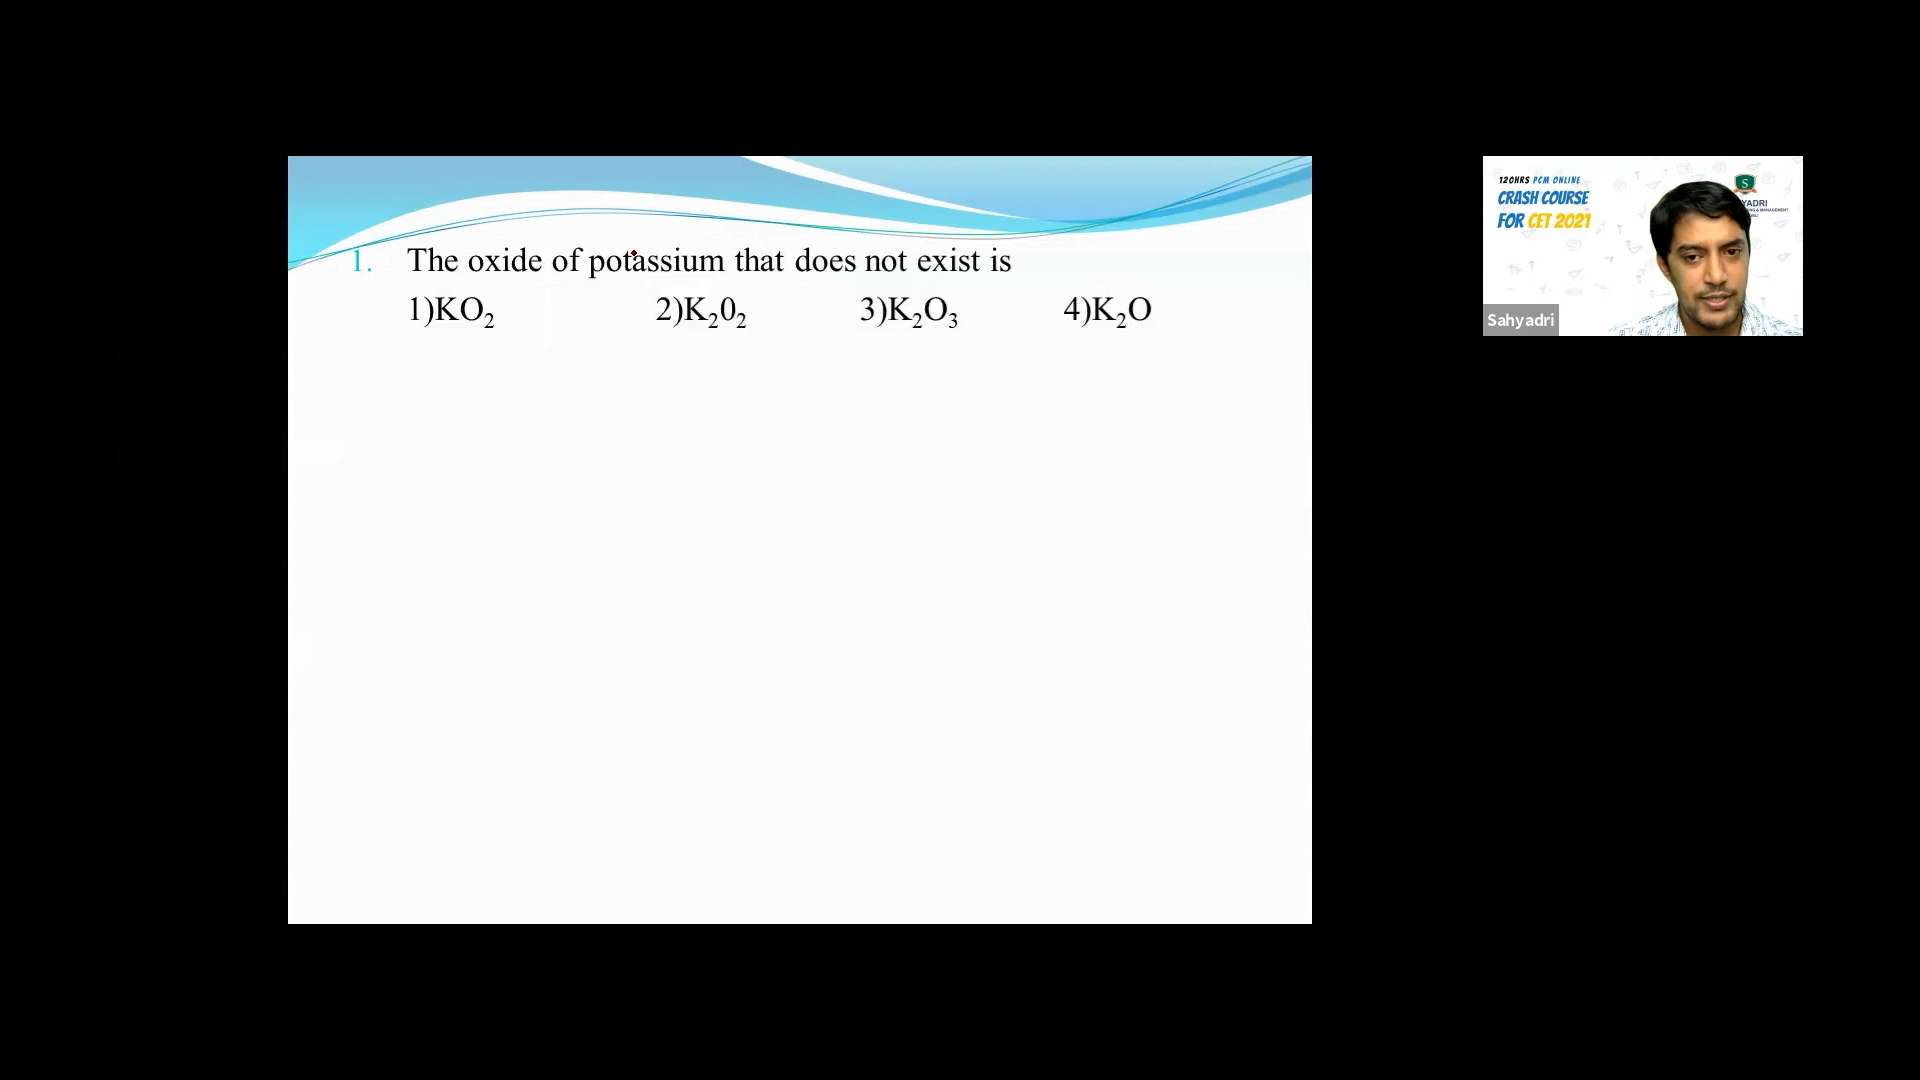 1. The oxide of potassium that does not exist is
1)KO₂ 2)K₂0₂ 3)K₂O₃ 4)K₂O
120HRS PCM ONLINE
CRASH COURSE
FOR CET 2021
S
YADRI
Sahyadri